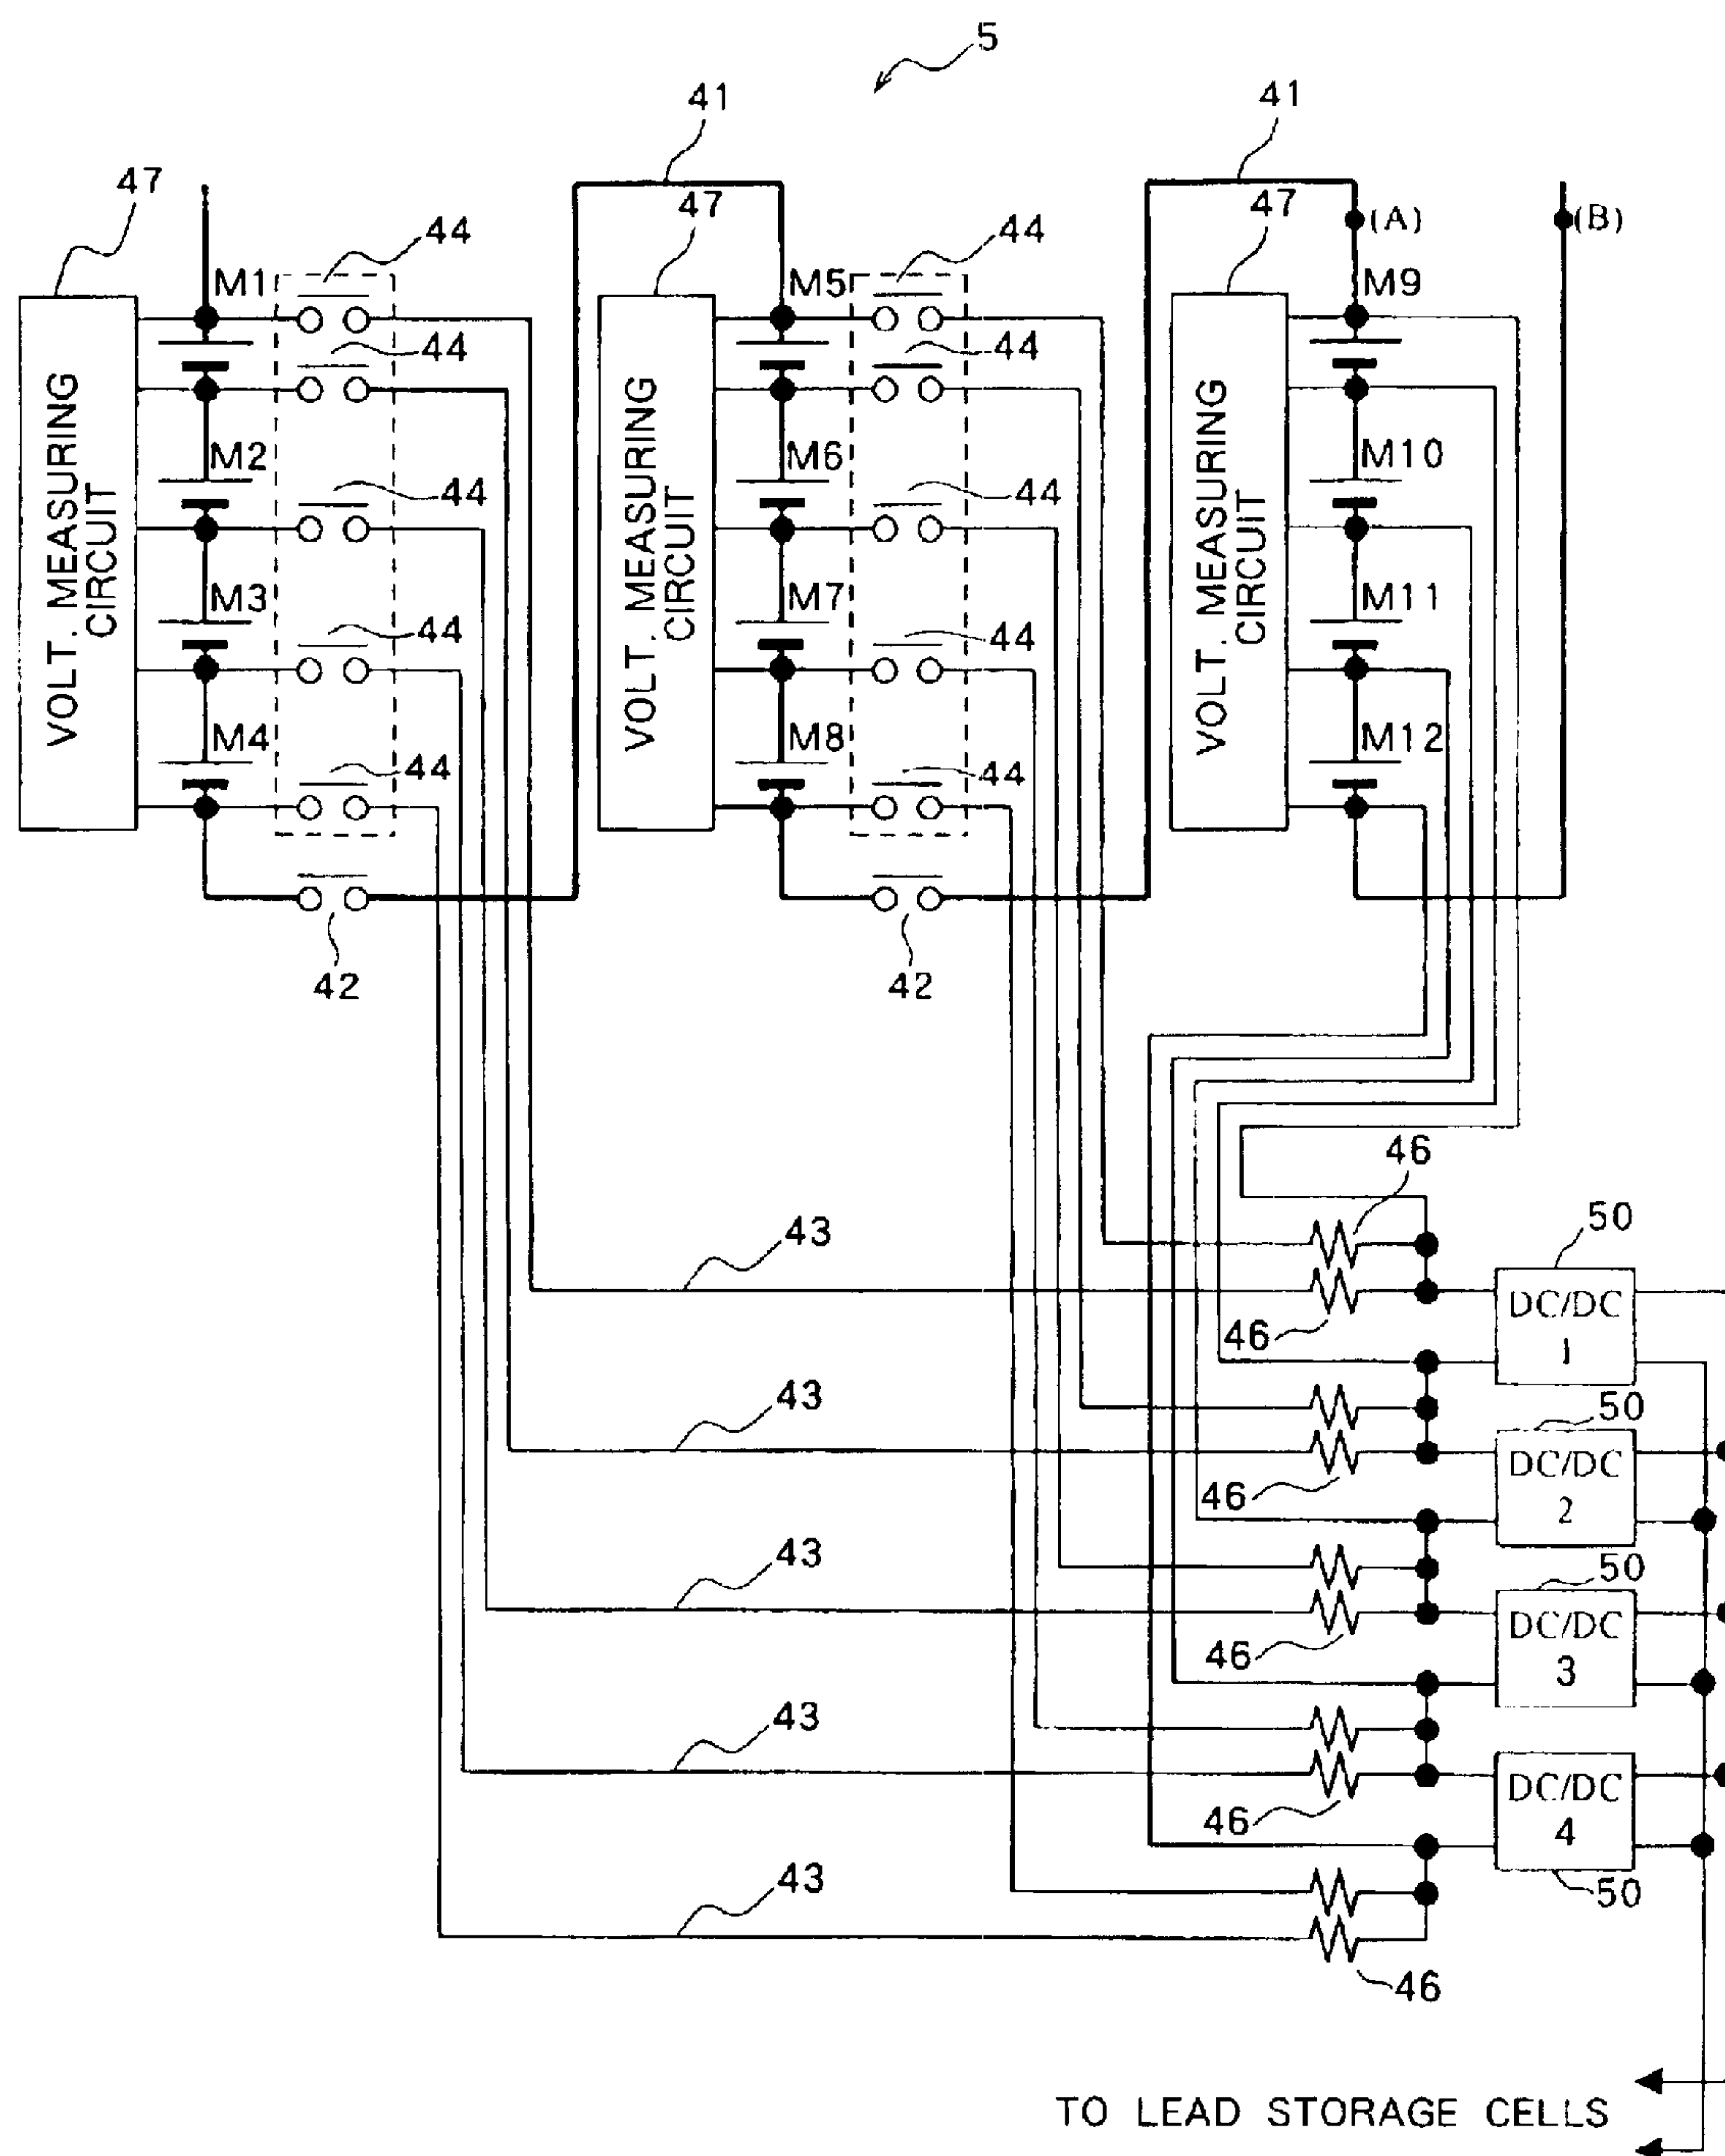 5
41
41
47
47
47
44
44
(A)
(B)
M1
M5
M9
44
44
M2
M6
M10
44
44
M3
M7
M11
44
44
M4
M8
M12
44
44
VOLT. MEASURING
CIRCUIT
VOLT. MEASURING
CIRCUIT
VOLT. MEASURING
CIRCUIT
42
42
46
43
50
DC/DC
1
46
43
50
DC/DC
2
46
43
50
DC/DC
3
46
43
DC/DC
4
46
43
50
46
TO LEAD STORAGE CELLS